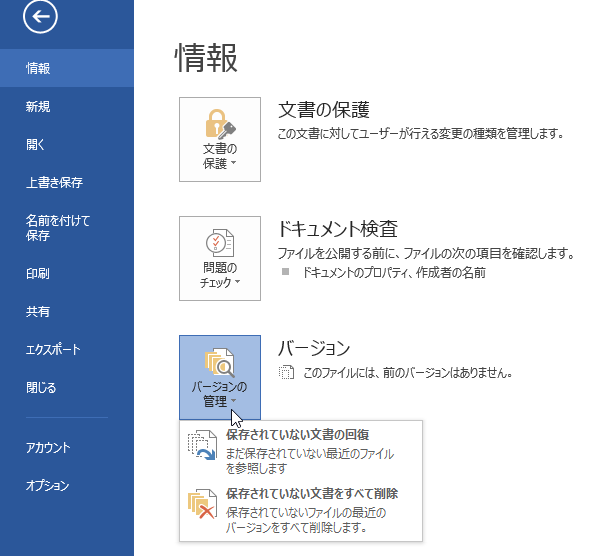 情報
新規
開く
上書き保存
名前を付けて
保存
印刷
共有
エクスポート
閉じる
アカウント
オプション
情報
文書の
保護
文書の保護
この文書に対してユーザーが行える変更の種類を管理します。
問題の
チェック
ドキュメント検査
ファイルを公開する前に、ファイルの次の項目を確認します。
ドキュメントのプロパティ、作成者の名前
バージョンの
管理
バージョン
このファイルには、前のバージョンはありません。
保存されていない文書の回復
まだ保存されていない最近のファイル
を参照します
保存されていない文書をすべて削除
保存されていないファイルの最近の
バージョンをすべて削除します。